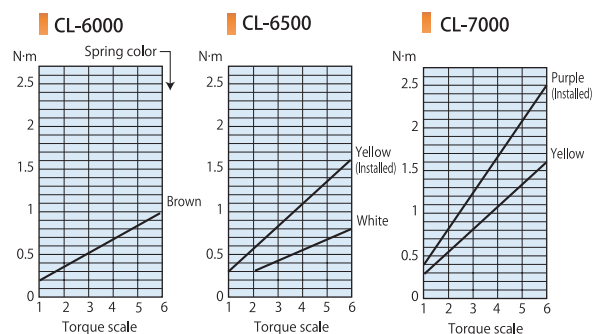 CL-6000
N·m
Spring color
2.5
2
1.5
1
0.5
0
Brown
1 2 3 4 5 6
Torque scale
CL-6500
N·m
2.5
2
1.5
1
0.5
0
Yellow
(Installed)
White
1 2 3 4 5 6
Torque scale
CL-7000
N·m
2.5
2
1.5
1
0.5
0
Purple
(Installed)
Yellow
1 2 3 4 5 6
Torque scale